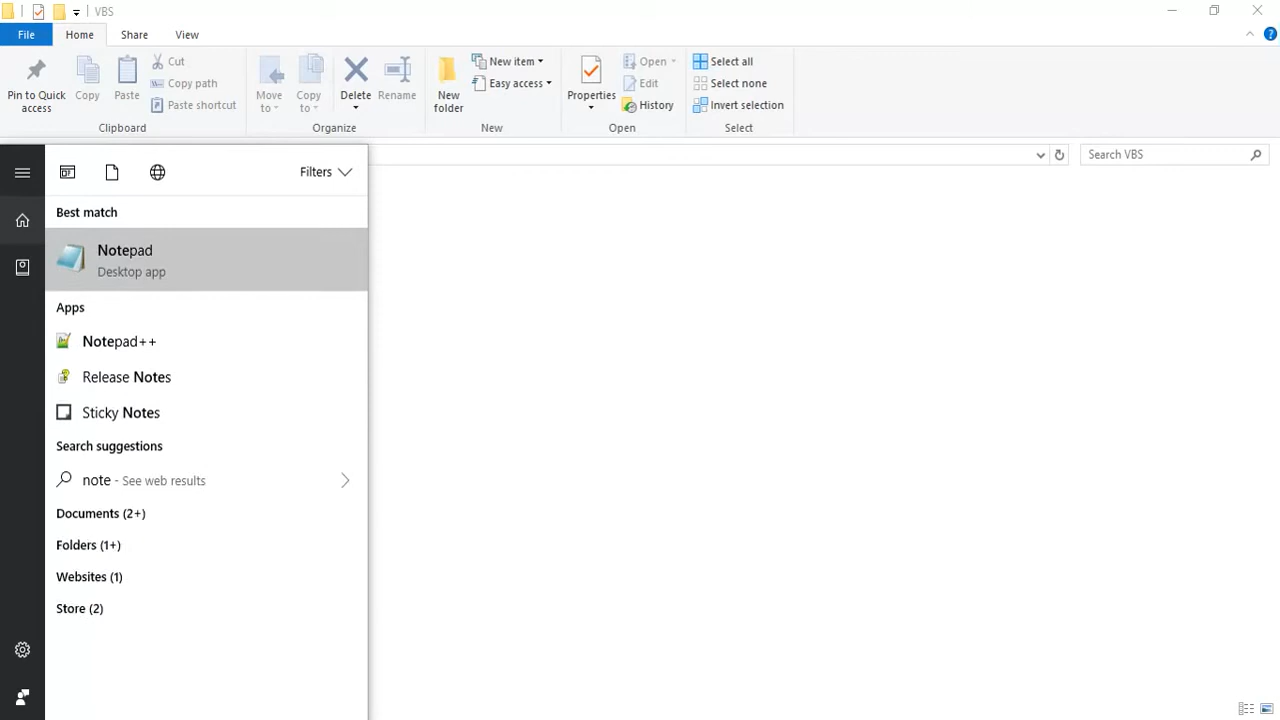 VBS
File Home Share View
Pin to Quick access
Copy
Paste
Cut
Copy path
Paste shortcut
Clipboard
Move to
Copy to
Delete
Rename
Organize
New folder
New item
Easy access
New
Properties
Open
Edit
History
Open
Select all
Select none
Invert selection
Select
Search VBS
Filters
Best match
Notepad
Desktop app
Apps
Notepad++
Release Notes
Sticky Notes
Search suggestions
note - See web results
Documents (2+)
Folders (1+)
Websites (1)
Store (2)